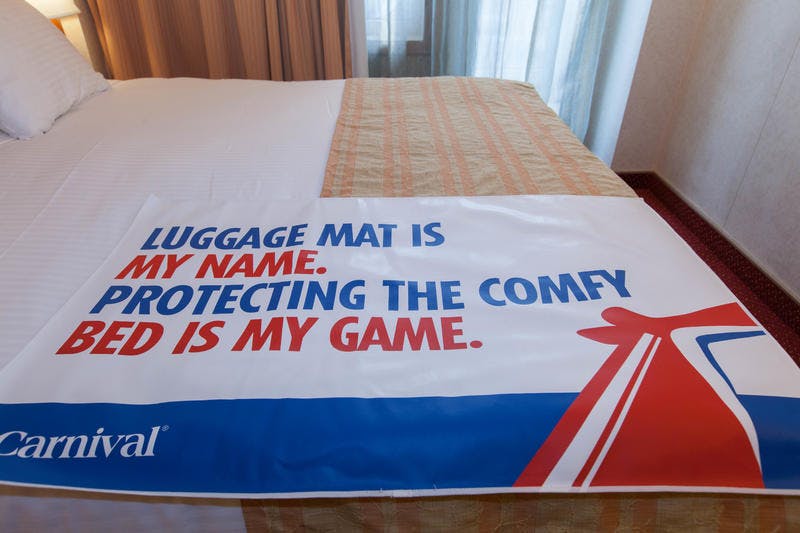 LUGGAGE MAT IS
MY NAME.
PROTECTING THE COMFY
BED IS MY GAME.
Carnival®